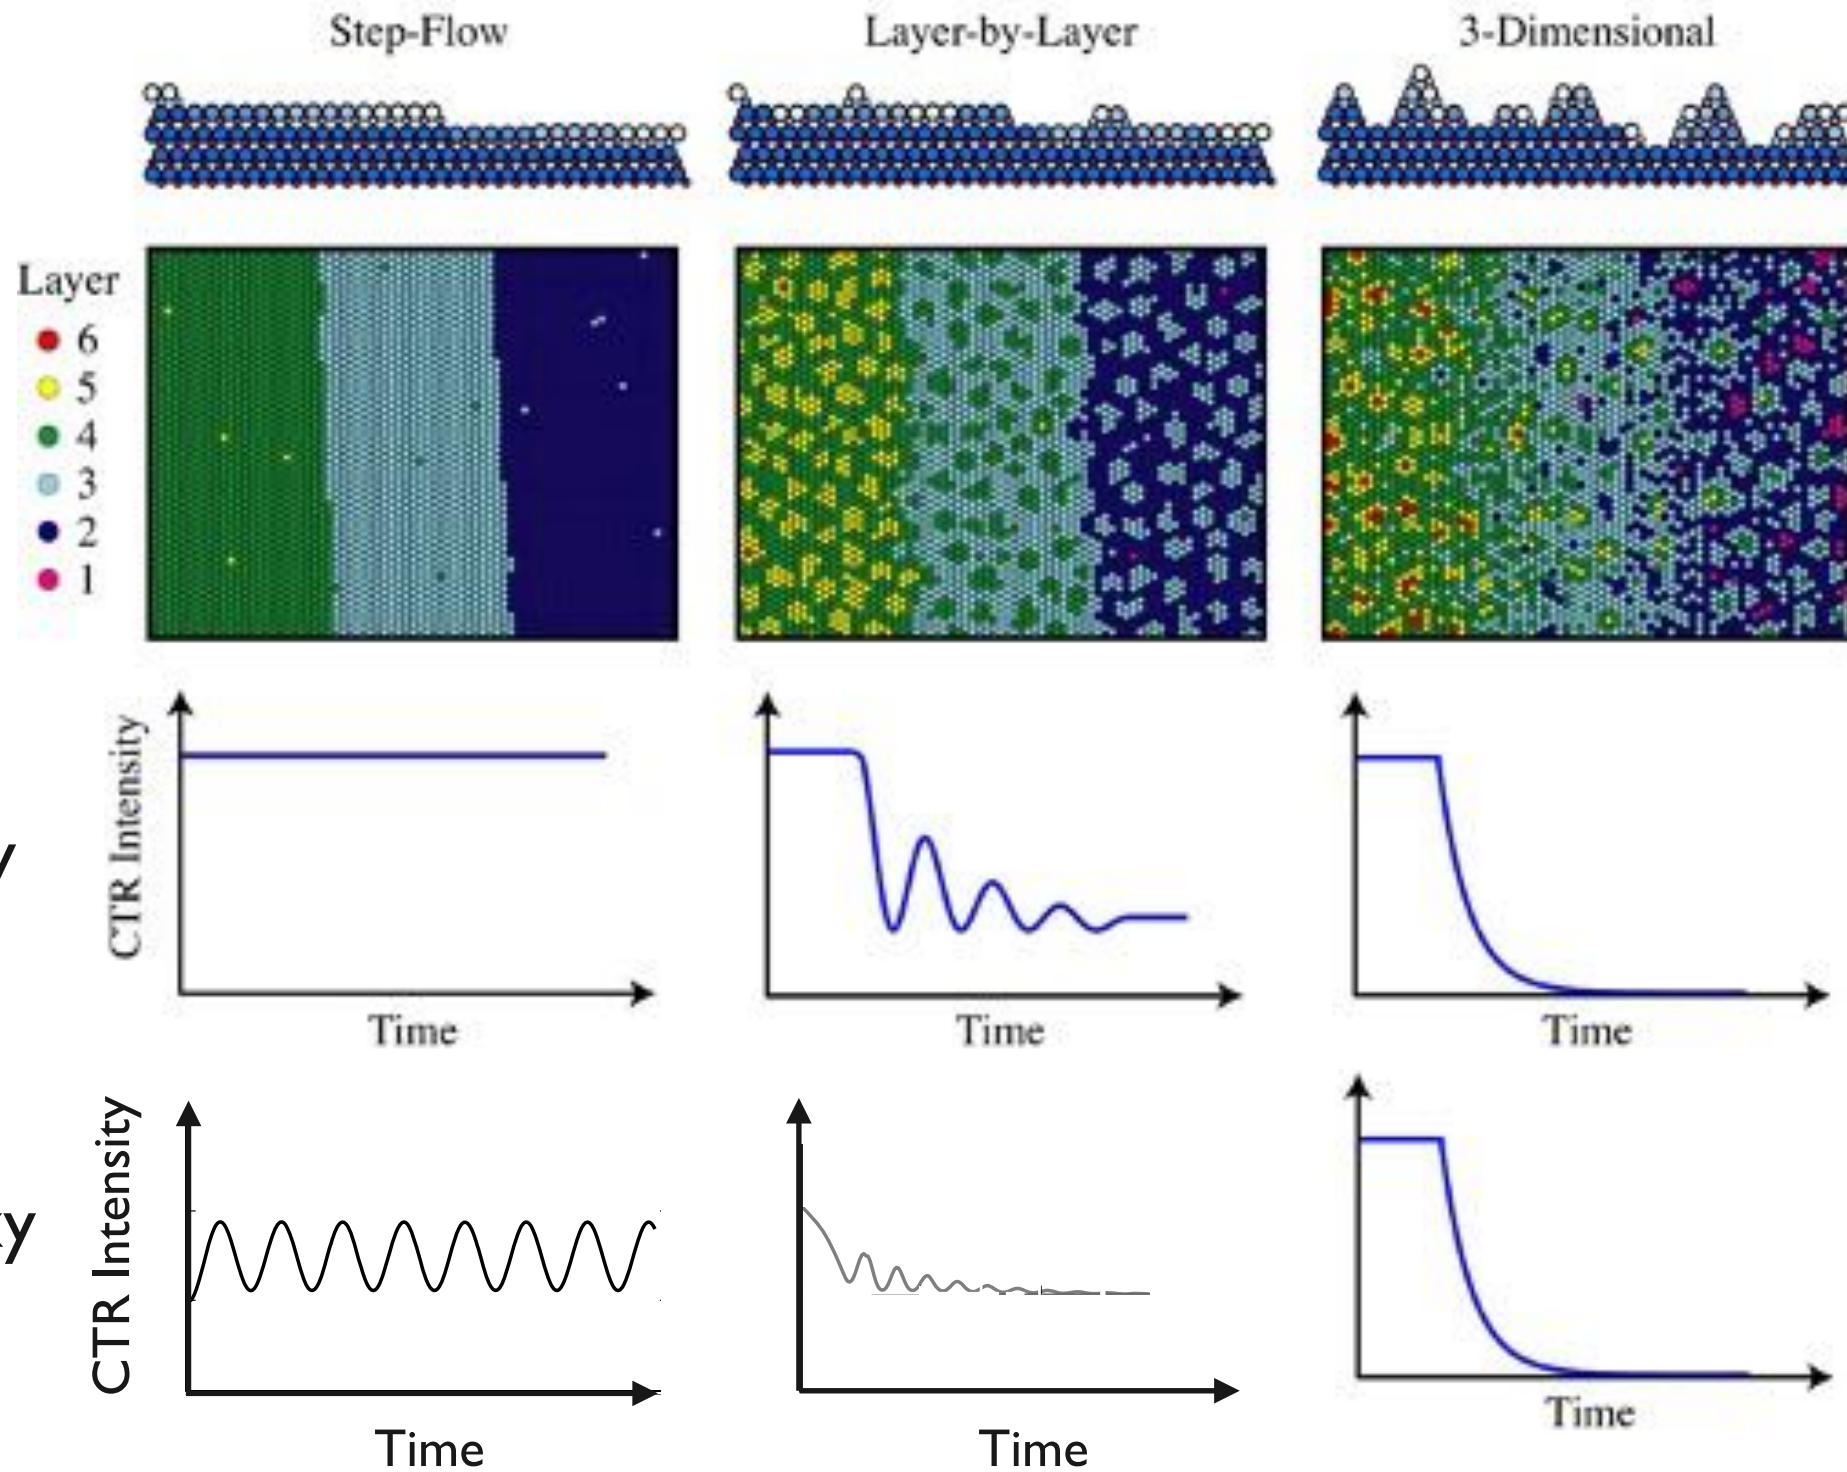 Step-Flow
Layer-by-Layer
3-Dimensional
Layer
6
5
4
3
2
1
CTR Intensity
Time
Time
Time
y
CTR Intensity
Time
Time
Time